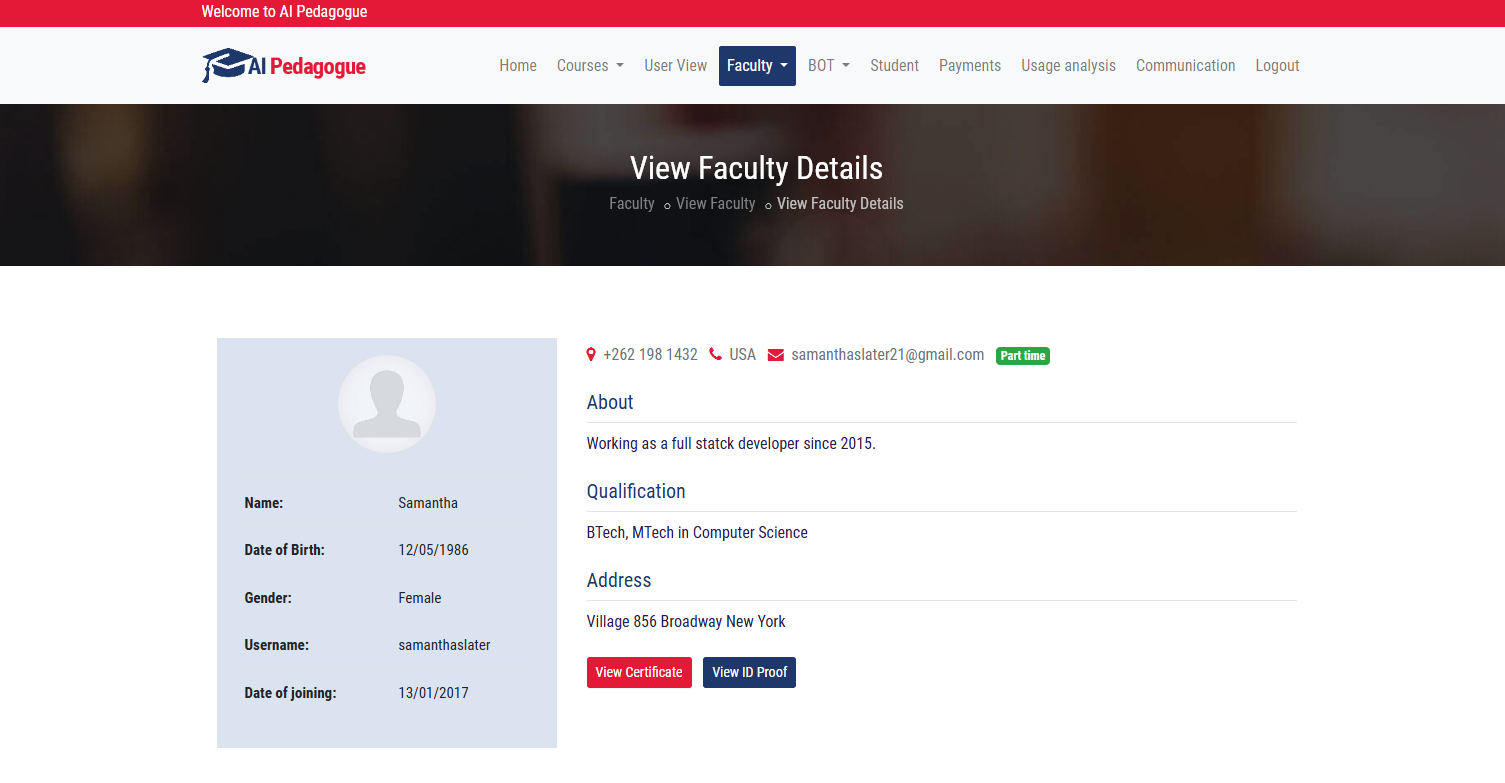 Welcome to AI Pedagogue
AI Pedagogue
Home Courses User View Faculty BOT Student Payments Usage analysis Communication Logout
View Faculty Details
Faculty View Faculty View Faculty Details
+262 198 1432 USA samanthaslater21@gmail.com Part time
About
Working as a full statck developer since 2015.
Qualification
BTech, MTech in Computer Science
Address
Village 856 Broadway New York
View Certificate View ID Proof
Name: Samantha
Date of Birth: 12/05/1986
Gender: Female
Username: samanthaslater
Date of joining: 13/01/2017